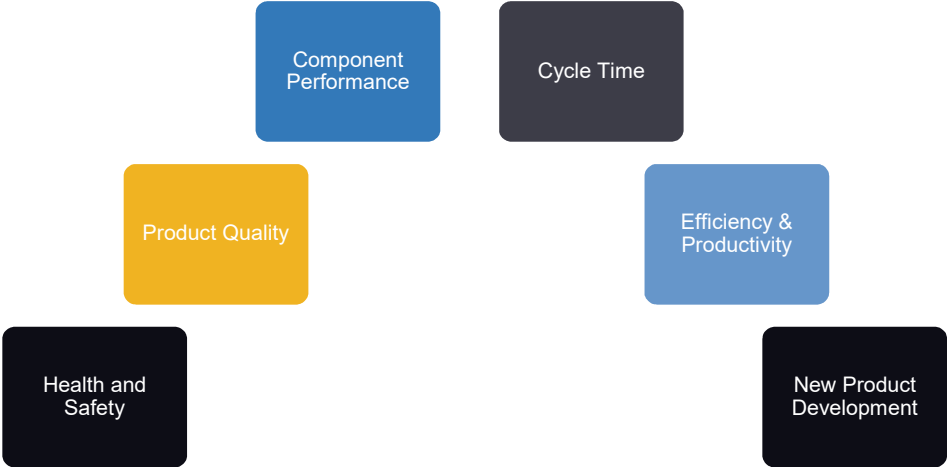 Component
Performance
Cycle Time
Product Quality
Efficiency &
Productivity
Health and
Safety
New Product
Development